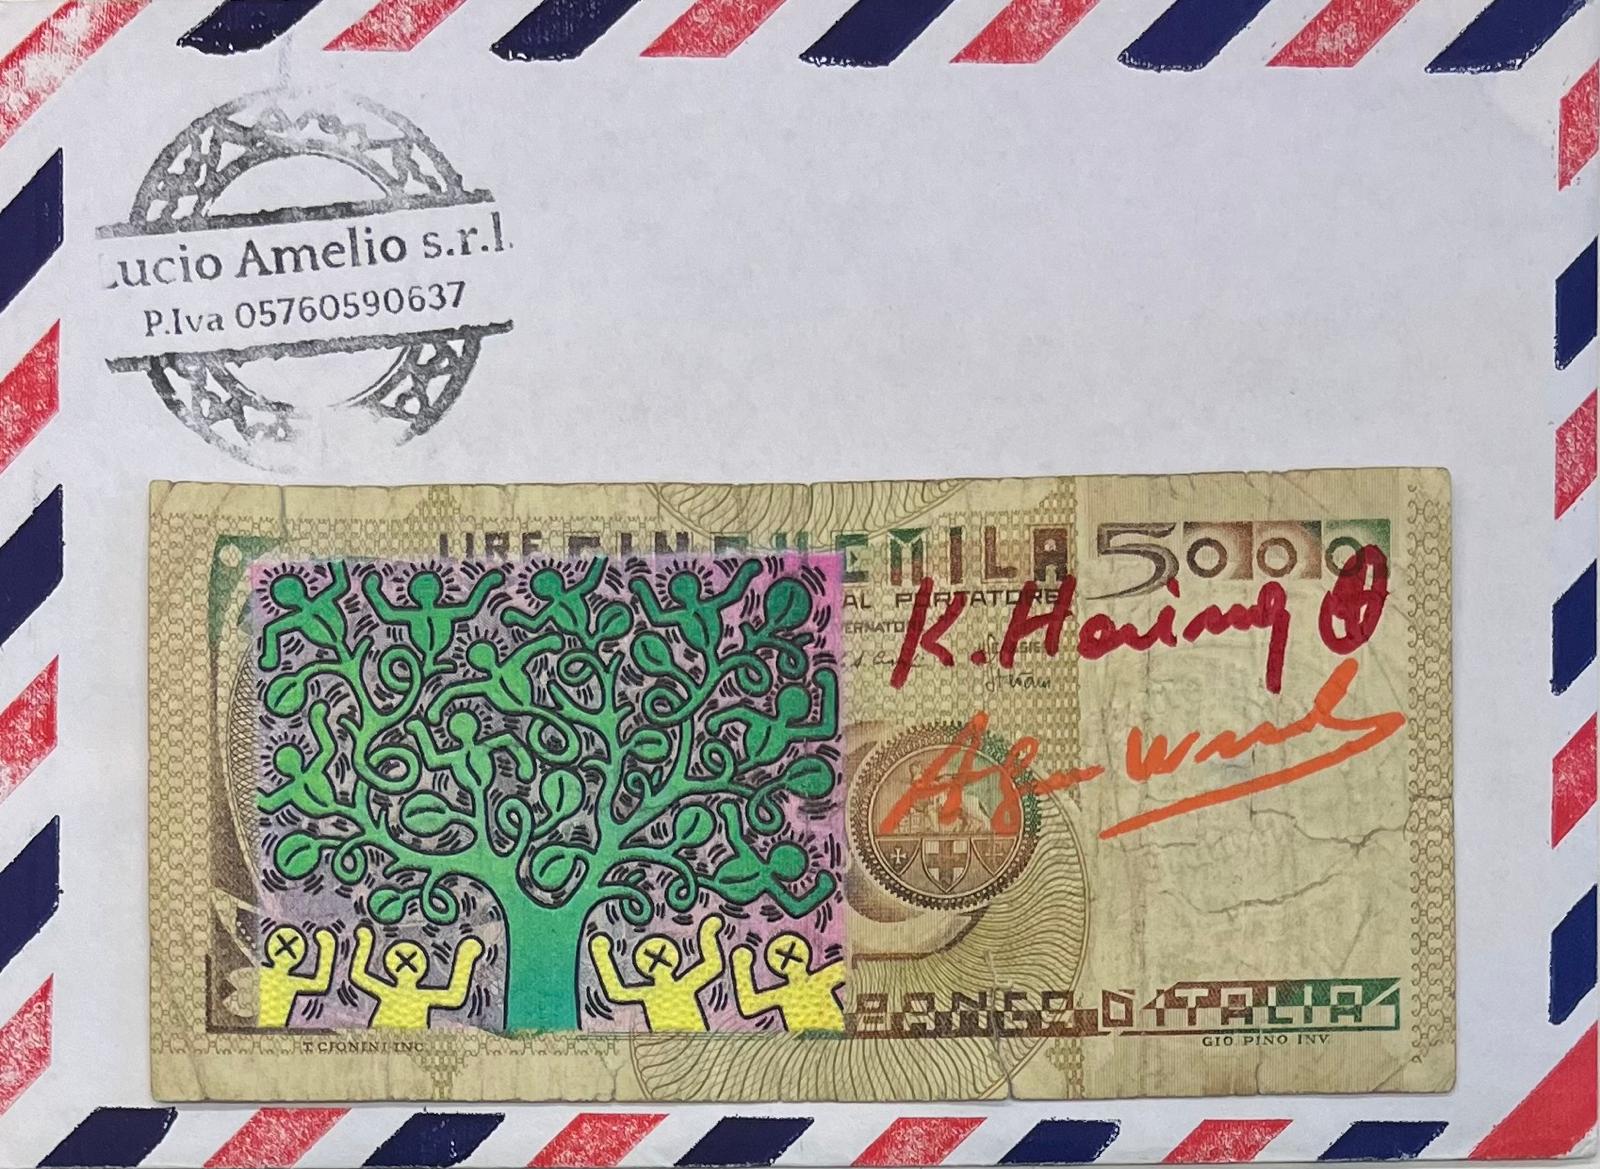 Lucio Amelio s.r.l.
P.Iva 05760590637
LIRE CINQUEMILA 5000
AL PORTATORE
K. Haring
BANCA D'ITALIA
T. CIONINI INC.
GIO PINO INV.